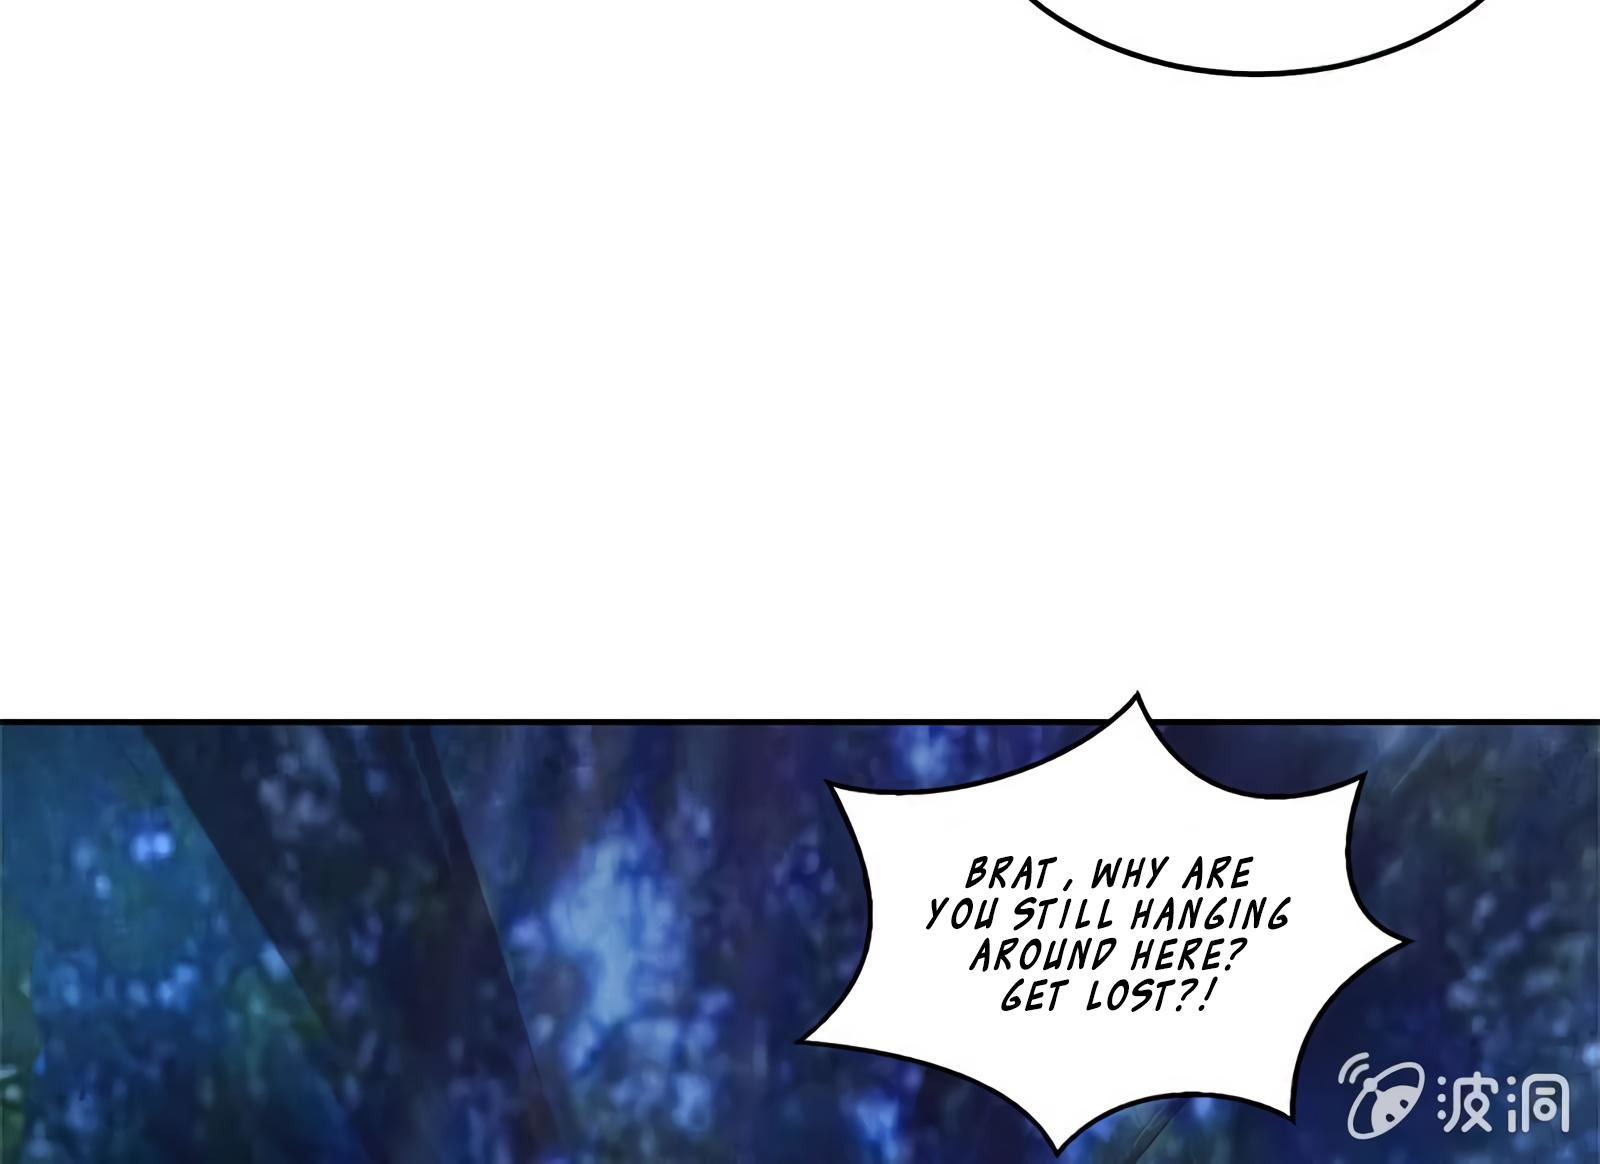 BRAT, WHY ARE
YOU STILL HANGING
AROUND HERE?
GET LOST?!
波洞